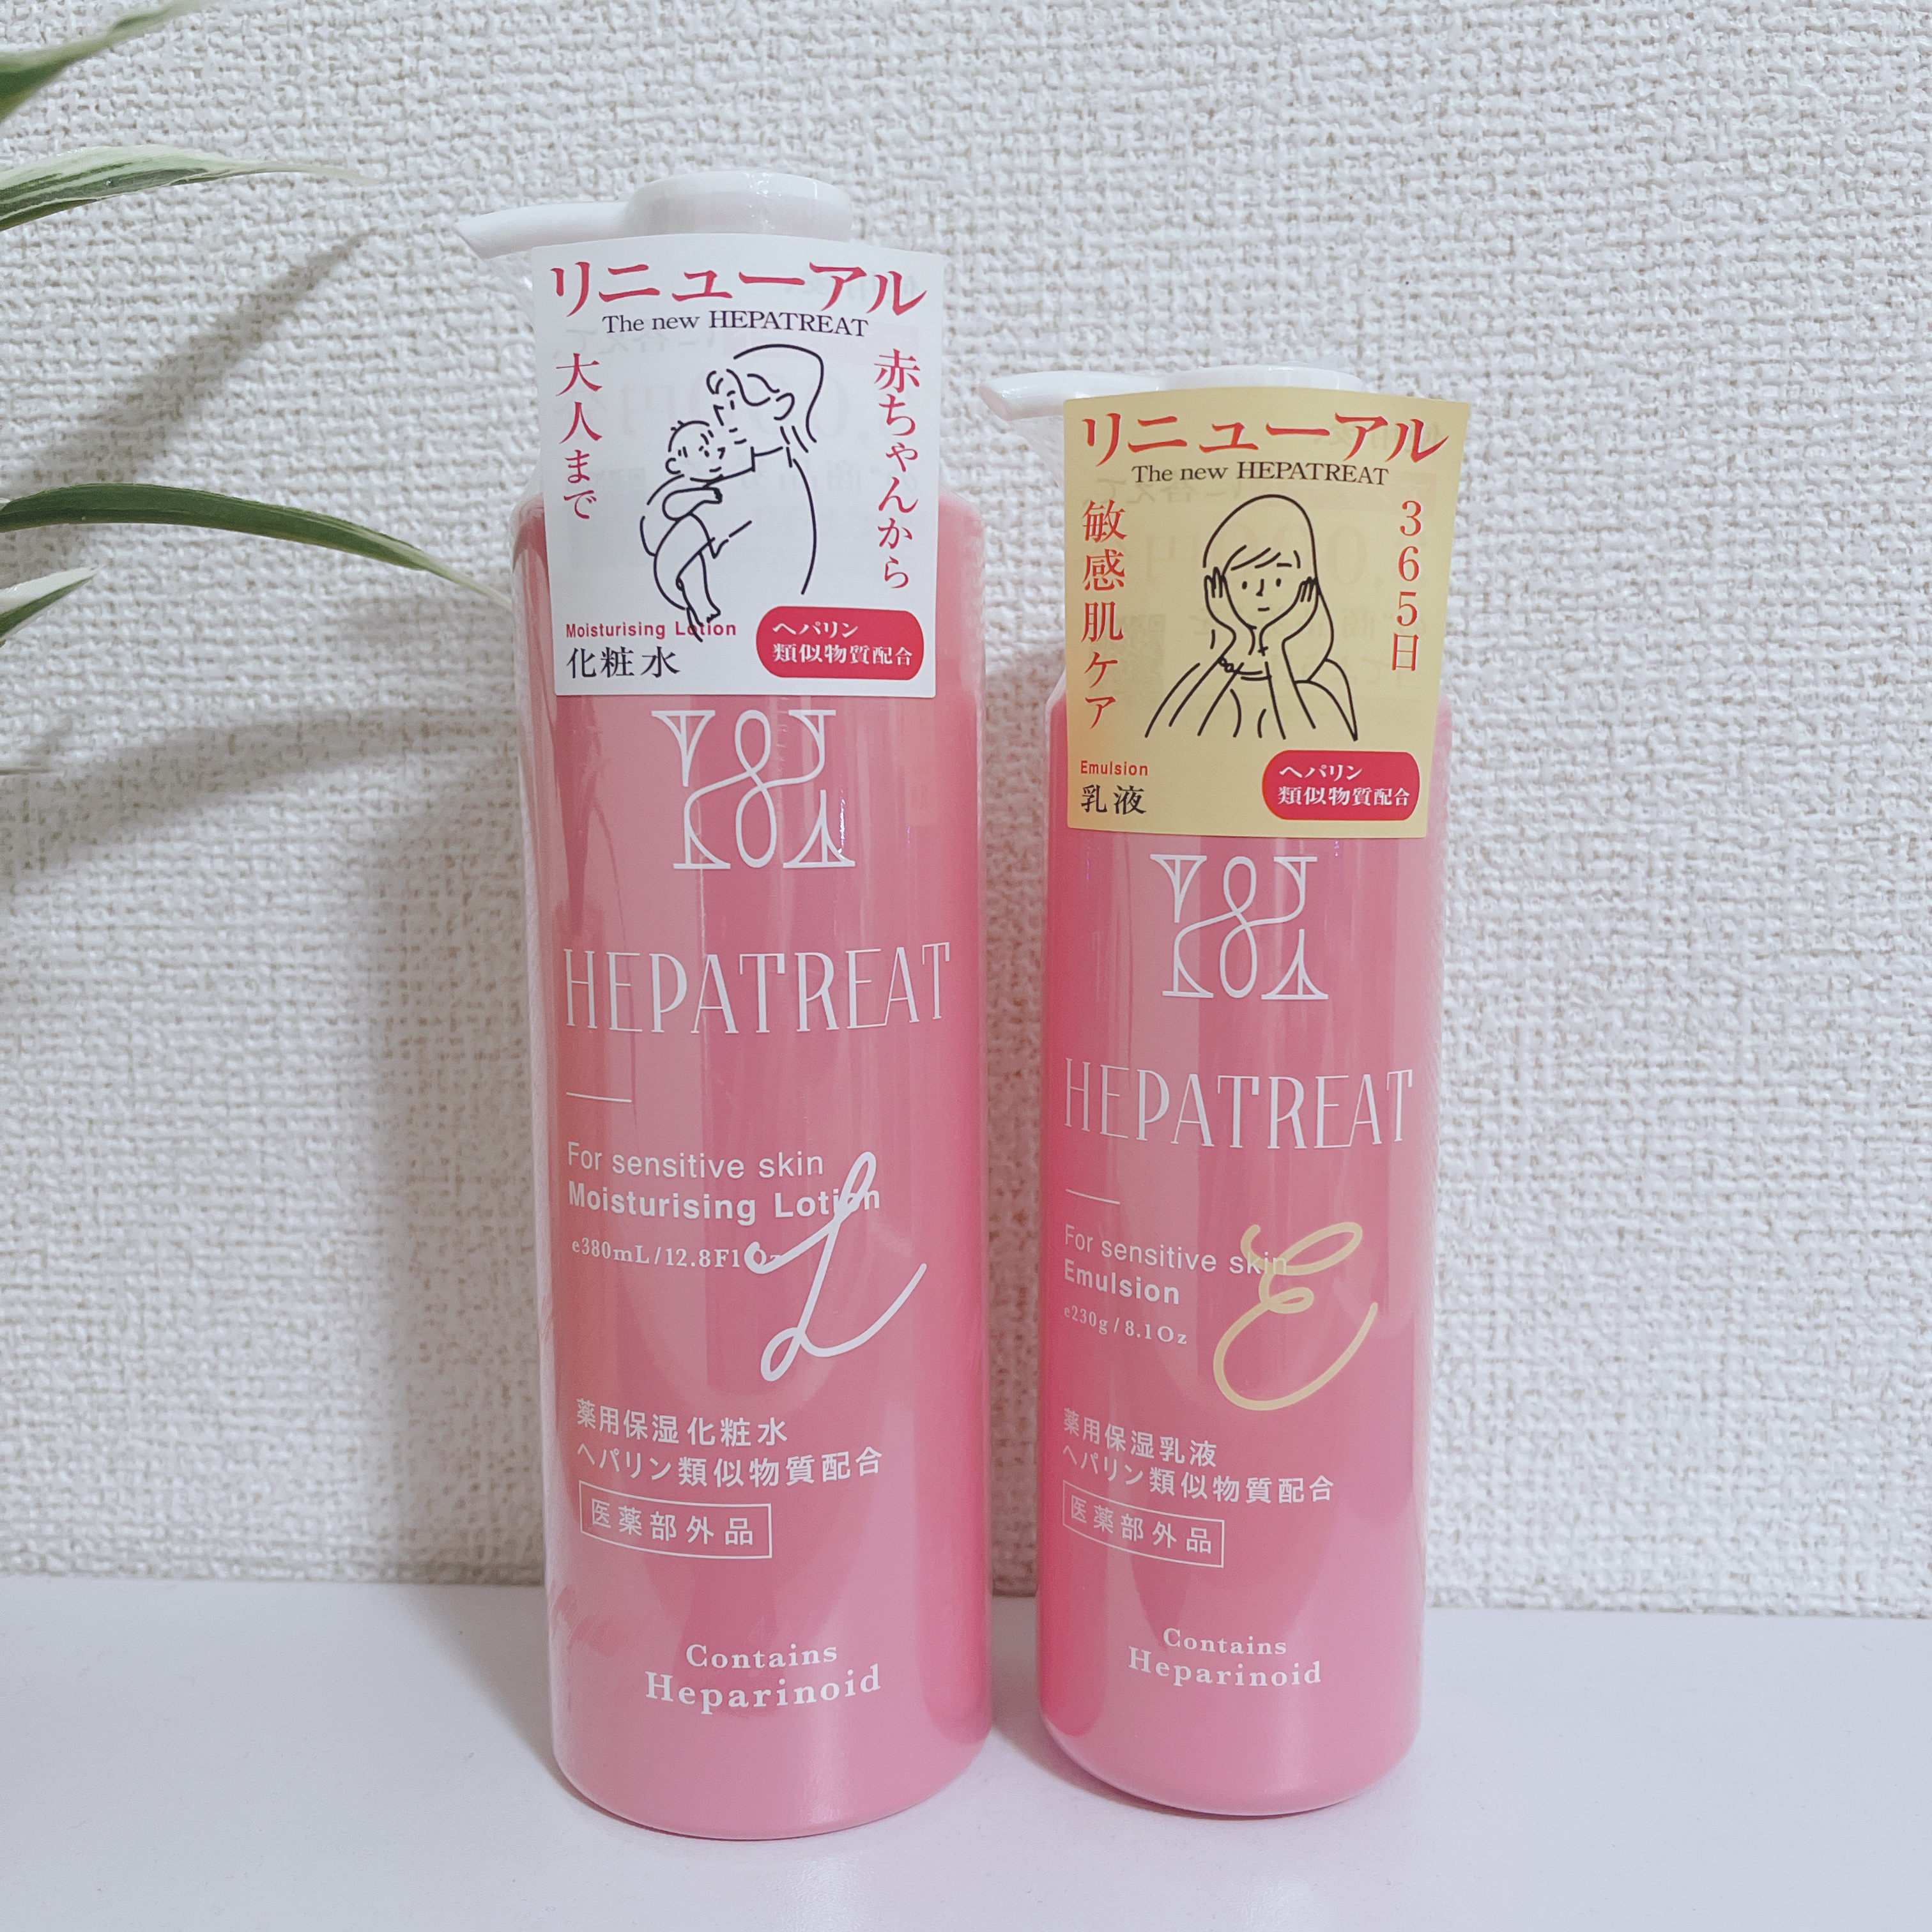 リニューアル
The new HEPATREAT
赤ちゃんから
大人まで
Moisturising Lotion
化粧水
ヘパリン
類似物質配合
HEPATREAT
For sensitive skin
Moisturising Lotion
e380mL/12.8Fl Oz
L
薬用保湿化粧水
ヘパリン類似物質配合
医薬部外品
Contains
Heparinoid
リニューアル
The new HEPATREAT
365日
敏感肌ケア
Emulsion
乳液
ヘパリン
類似物質配合
HEPATREAT
For sensitive skin
Emulsion
e230g/8.1Oz
E
薬用保湿乳液
ヘパリン類似物質配合
医薬部外品
Contains
Heparinoid